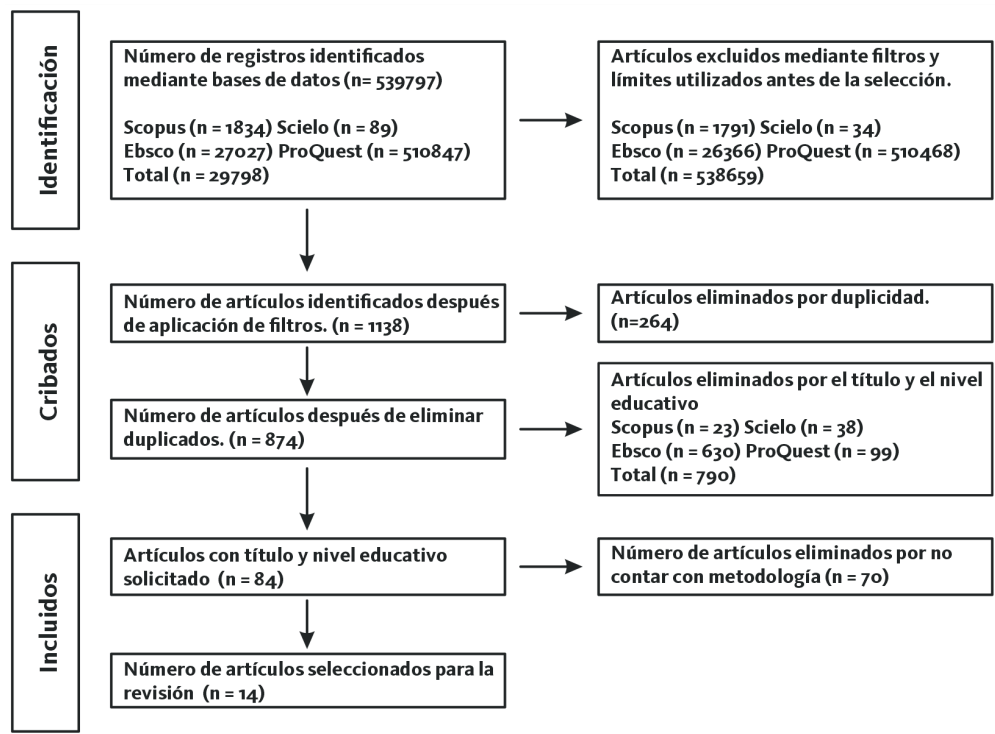 Identificación
Número de registros identificados
mediante bases de datos (n= 539797)
Scopus (n = 1834) Scielo (n = 89)
Ebsco (n = 27027) ProQuest (n = 510847)
Total (n = 29798)
Artículos excluidos mediante filtros y
límites utilizados antes de la selección.
Scopus (n = 1791) Scielo (n = 34)
Ebsco (n = 26366) ProQuest (n = 510468)
Total (n = 538659)
Cribados
Número de artículos identificados después
de aplicación de filtros. (n = 1138)
Artículos eliminados por duplicidad.
(n=264)
Número de artículos después de eliminar
duplicados. (n = 874)
Artículos eliminados por el título y el nivel
educativo
Scopus (n = 23) Scielo (n = 38)
Ebsco (n = 630) ProQuest (n = 99)
Total (n = 790)
Incluidos
Artículos con título y nivel educativo
solicitado (n = 84)
Número de artículos eliminados por no
contar con metodología (n = 70)
Número de artículos seleccionados para la
revisión (n = 14)